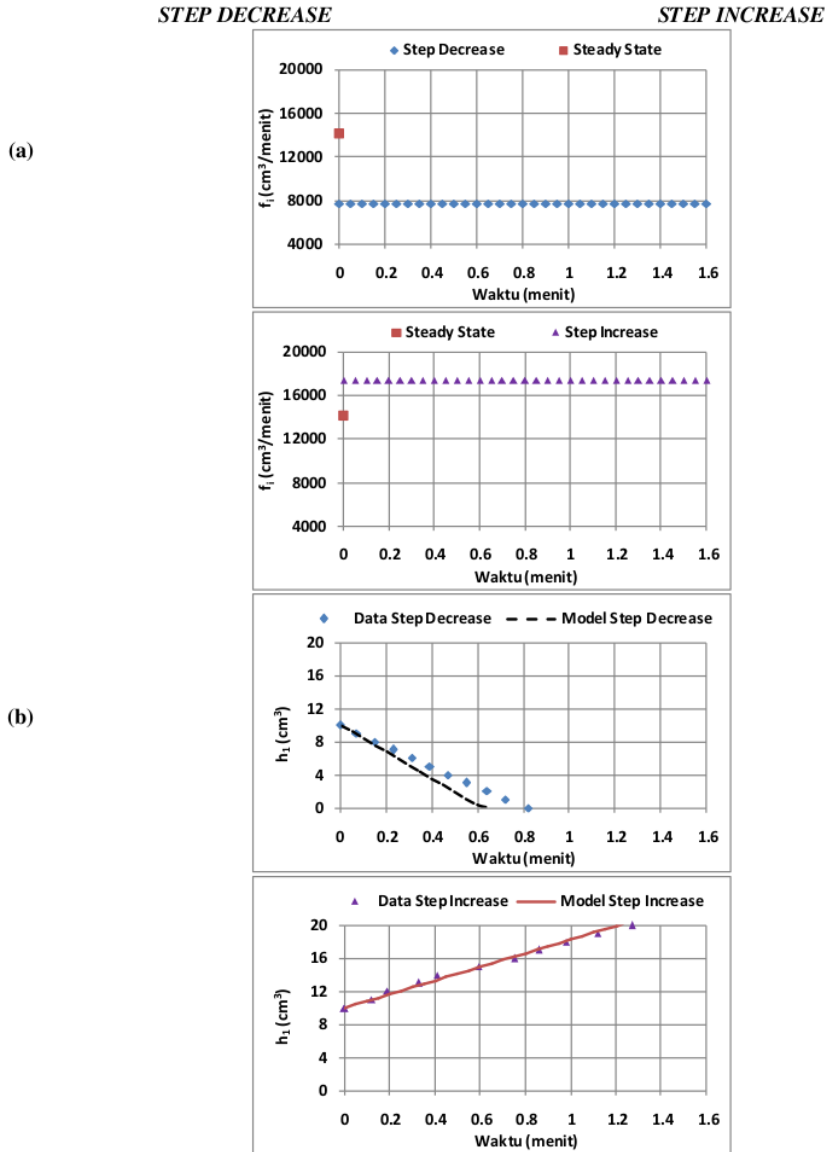 STEP DECREASE STEP INCREASE
(a)
Step Decrease Steady State
20000
16000
12000
8000
4000
fi (cm³/menit)
0 0.2 0.4 0.6 0.8 1 1.2 1.4 1.6
Waktu (menit)
Steady State Step Increase
20000
16000
12000
8000
4000
fi (cm³/menit)
0 0.2 0.4 0.6 0.8 1 1.2 1.4 1.6
Waktu (menit)
(b)
Data Step Decrease Model Step Decrease
20
16
12
8
4
0
h1 (cm³)
0 0.2 0.4 0.6 0.8 1 1.2 1.4 1.6
Waktu (menit)
Data Step Increase Model Step Increase
20
16
12
8
4
0
h1 (cm³)
0 0.2 0.4 0.6 0.8 1 1.2 1.4 1.6
Waktu (menit)